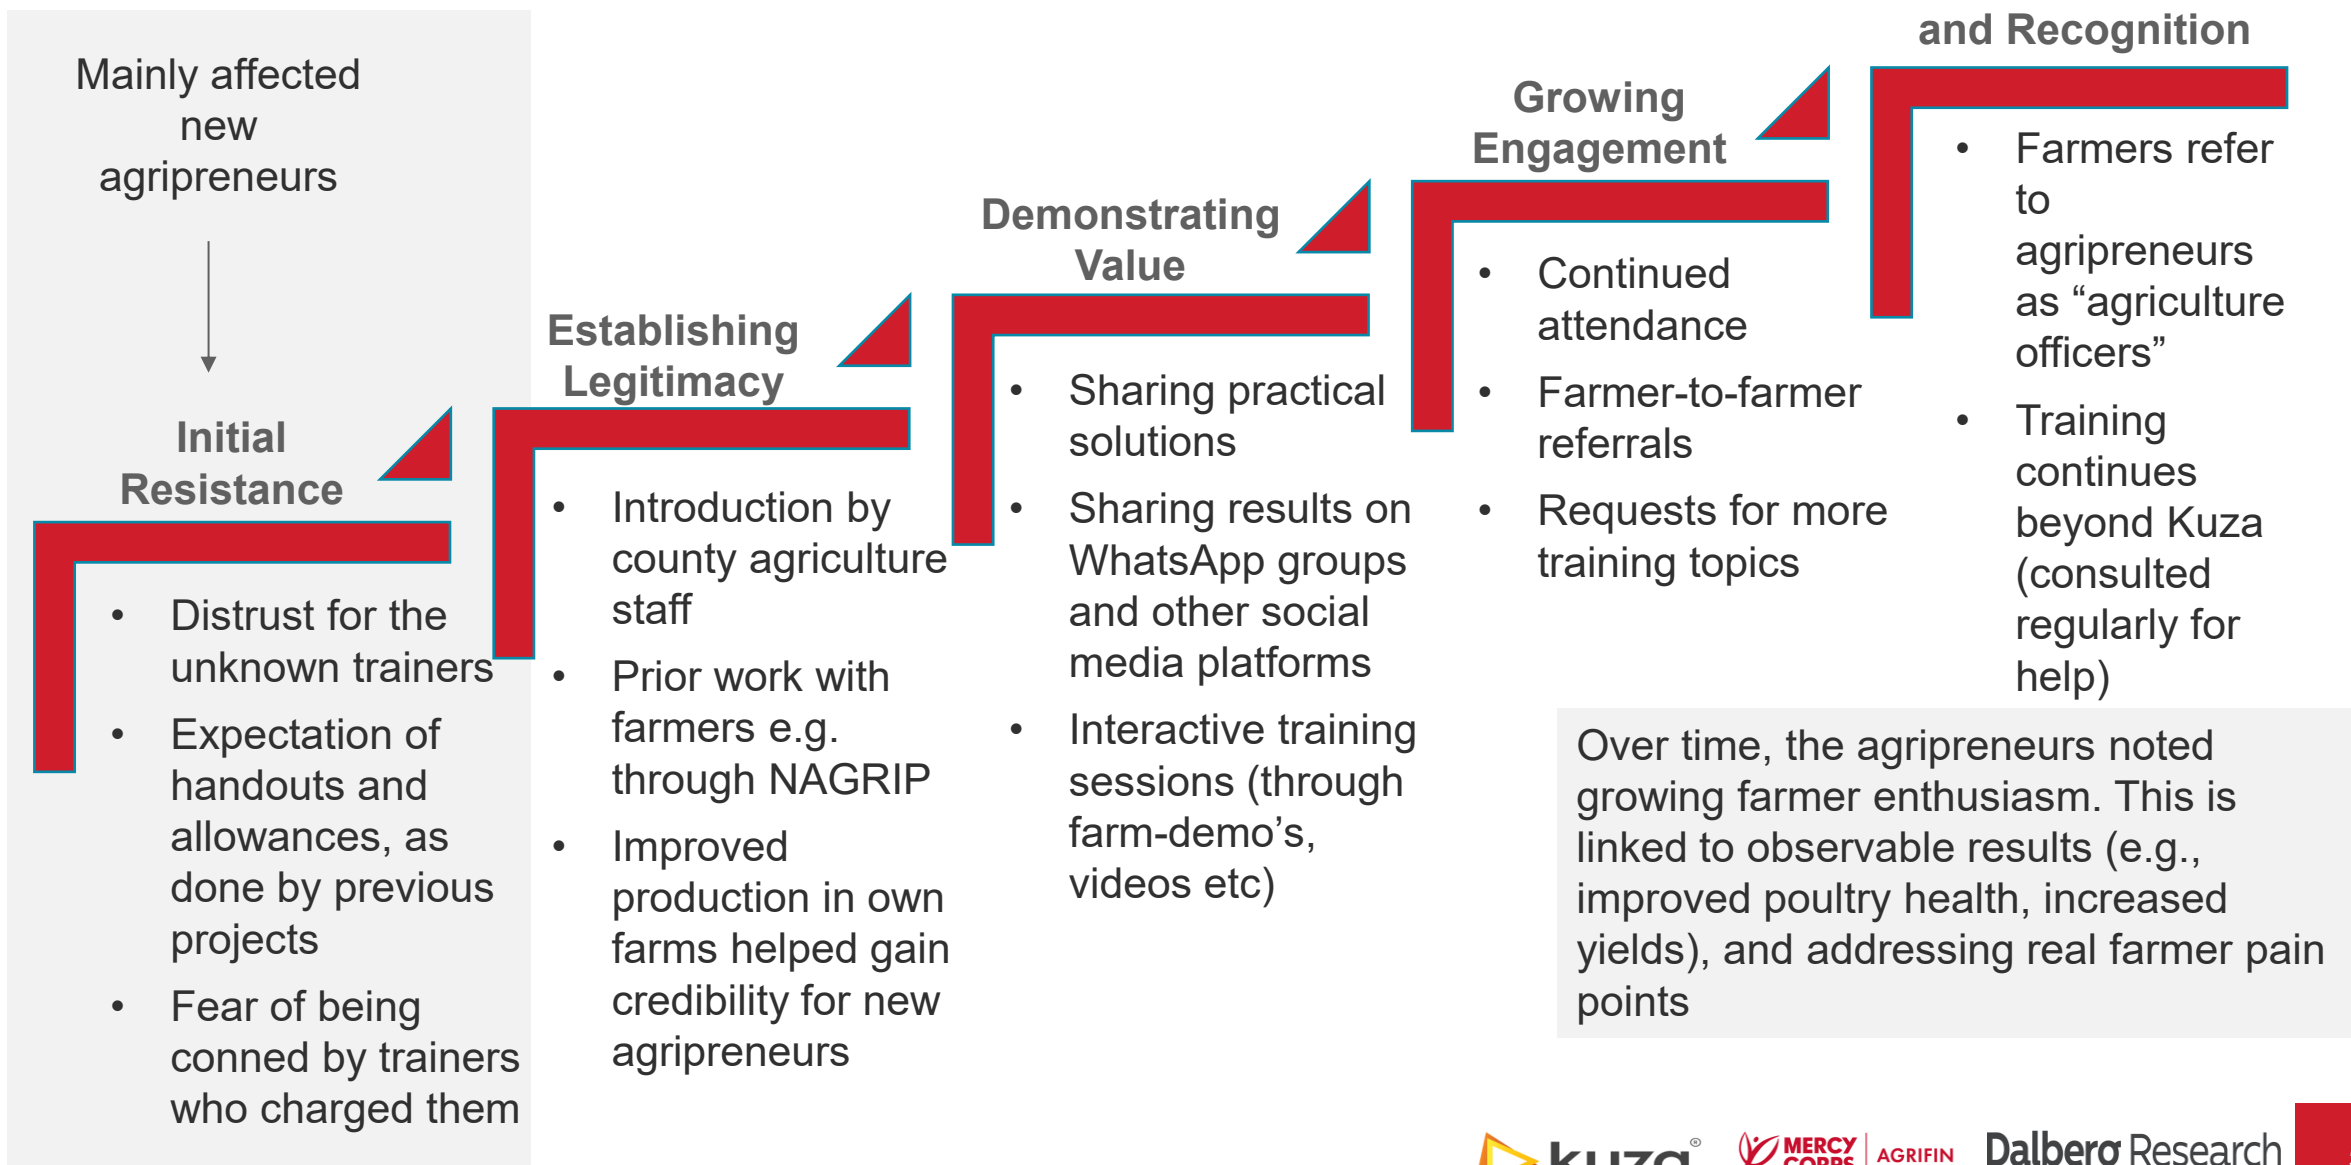 Mainly affected
new
agripreneurs
Initial
Resistance
• Distrust for the
unknown trainers
• Expectation of
handouts and
allowances, as
done by previous
projects
• Fear of being
conned by trainers
who charged them
Establishing
Legitimacy
• Introduction by
county agriculture
staff
• Prior work with
farmers e.g.
through NAGRIP
• Improved
production in own
farms helped gain
credibility for new
agripreneurs
Demonstrating
Value
• Sharing practical
solutions
• Sharing results on
WhatsApp groups
and other social
media platforms
• Interactive training
sessions (through
farm-demo’s,
videos etc)
Growing
Engagement
• Continued
attendance
• Farmer-to-farmer
referrals
• Requests for more
training topics
and Recognition
• Farmers refer
to
agripreneurs
as “agriculture
officers”
• Training
continues
beyond Kuza
(consulted
regularly for
help)
Over time, the agripreneurs noted
growing farmer enthusiasm. This is
linked to observable results (e.g.,
improved poultry health, increased
yields), and addressing real farmer pain
points
kuza®
MERCY
CORPS
AGRIFIN
Dalberg Research